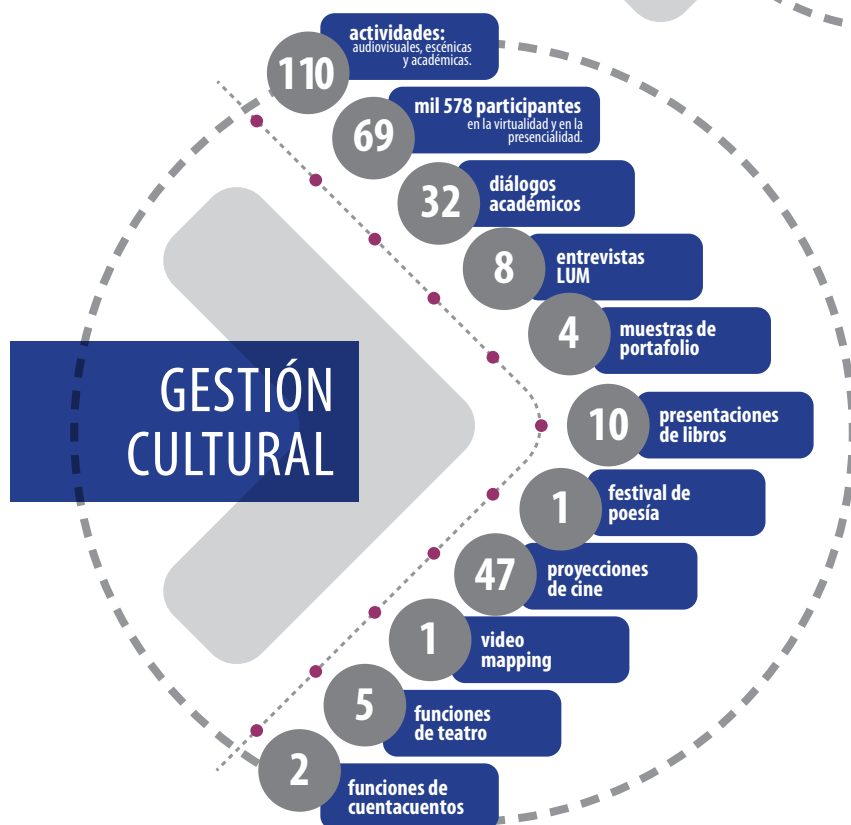 110
actividades:
audiovisuales, escénicas
y académicas.
69
mil 578 participantes
en la virtualidad y en la
presencialidad.
32
diálogos
académicos
8
entrevistas
LUM
4
muestras de
portafolio
GESTIÓN
CULTURAL
10
presentaciones
de libros
1
festival de
poesía
47
proyecciones
de cine
1
video
mapping
5
funciones
de teatro
2
funciones de
cuentacuentos